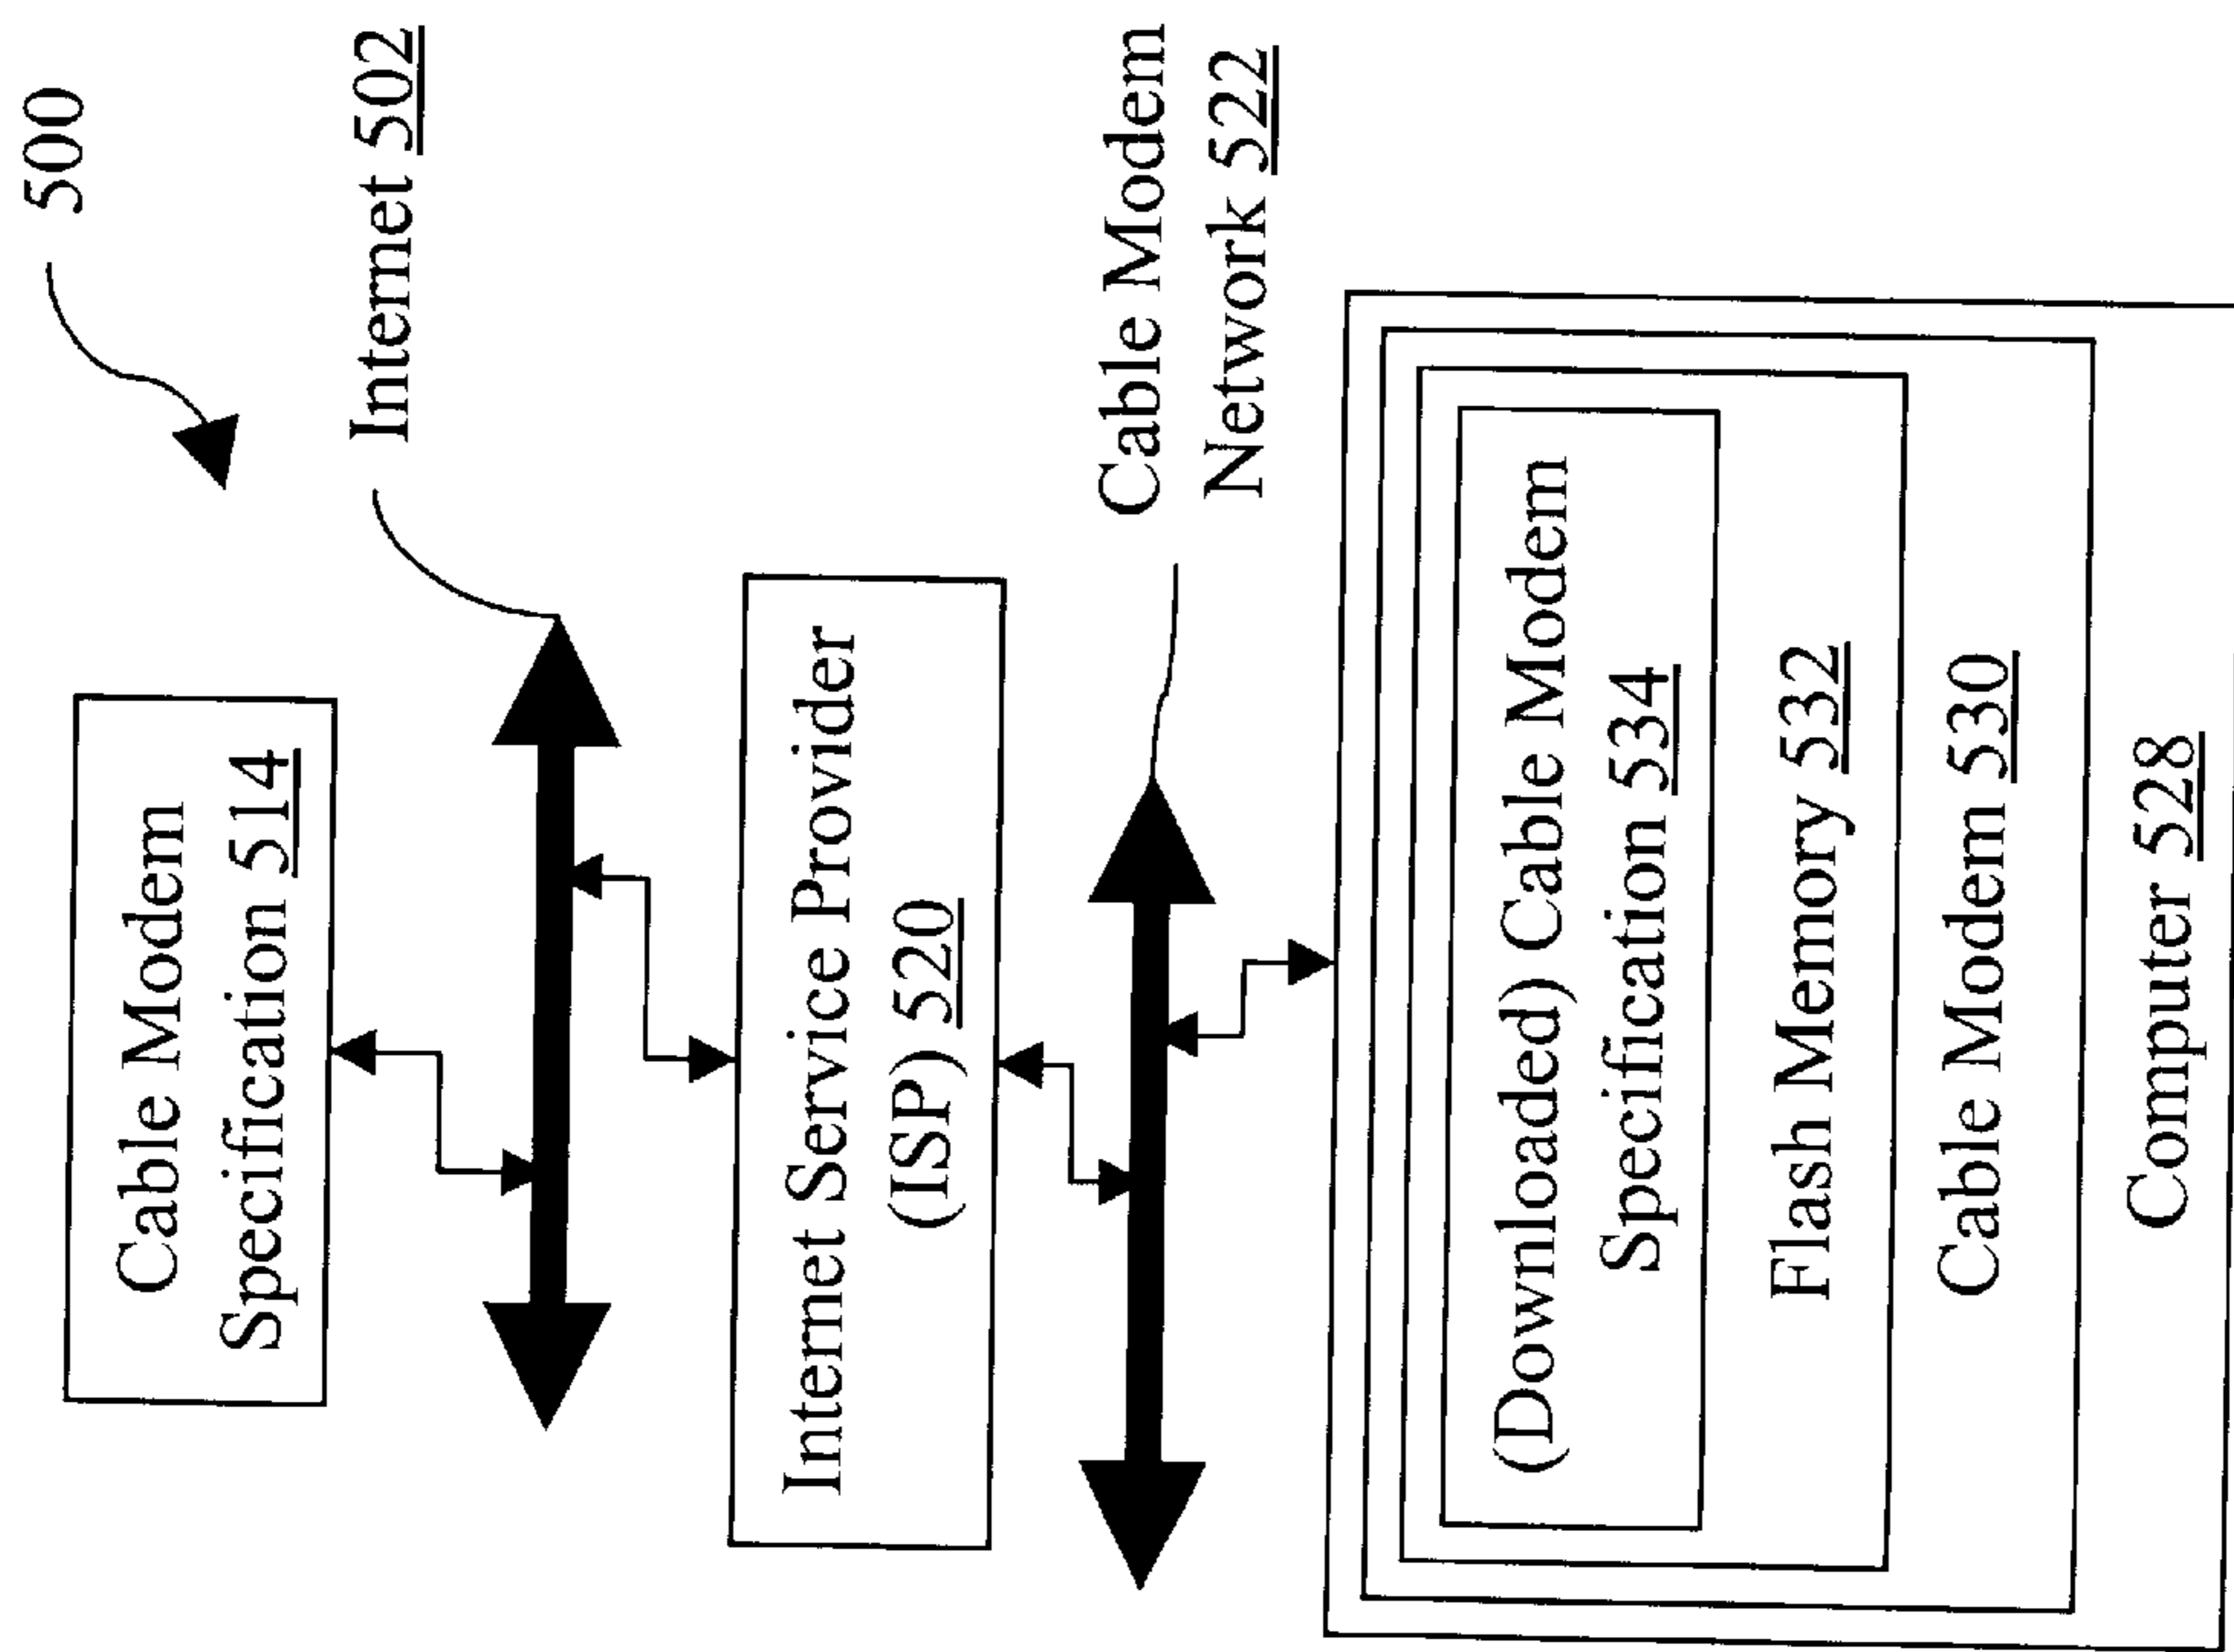 500
Cable Modem
Specification 514
Internet 502
Internet Service Provider
(ISP) 520
Cable Modem
Network 522
(Downloaded) Cable Modem
Specification 534
Flash Memory 532
Cable Modem 530
Computer 528